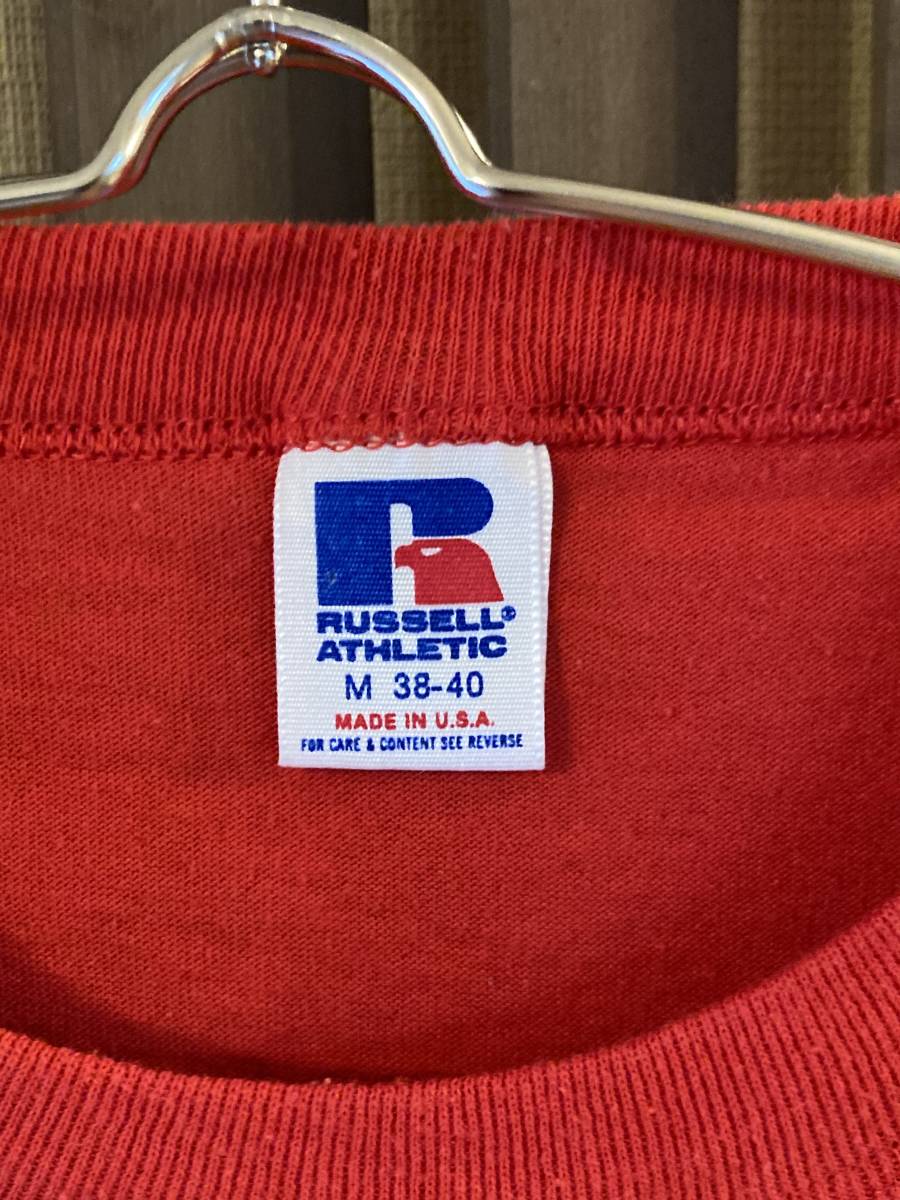 RUSSELL®
ATHLETIC
M 38-40
MADE IN U.S.A.
FOR CARE & CONTENT SEE REVERSE